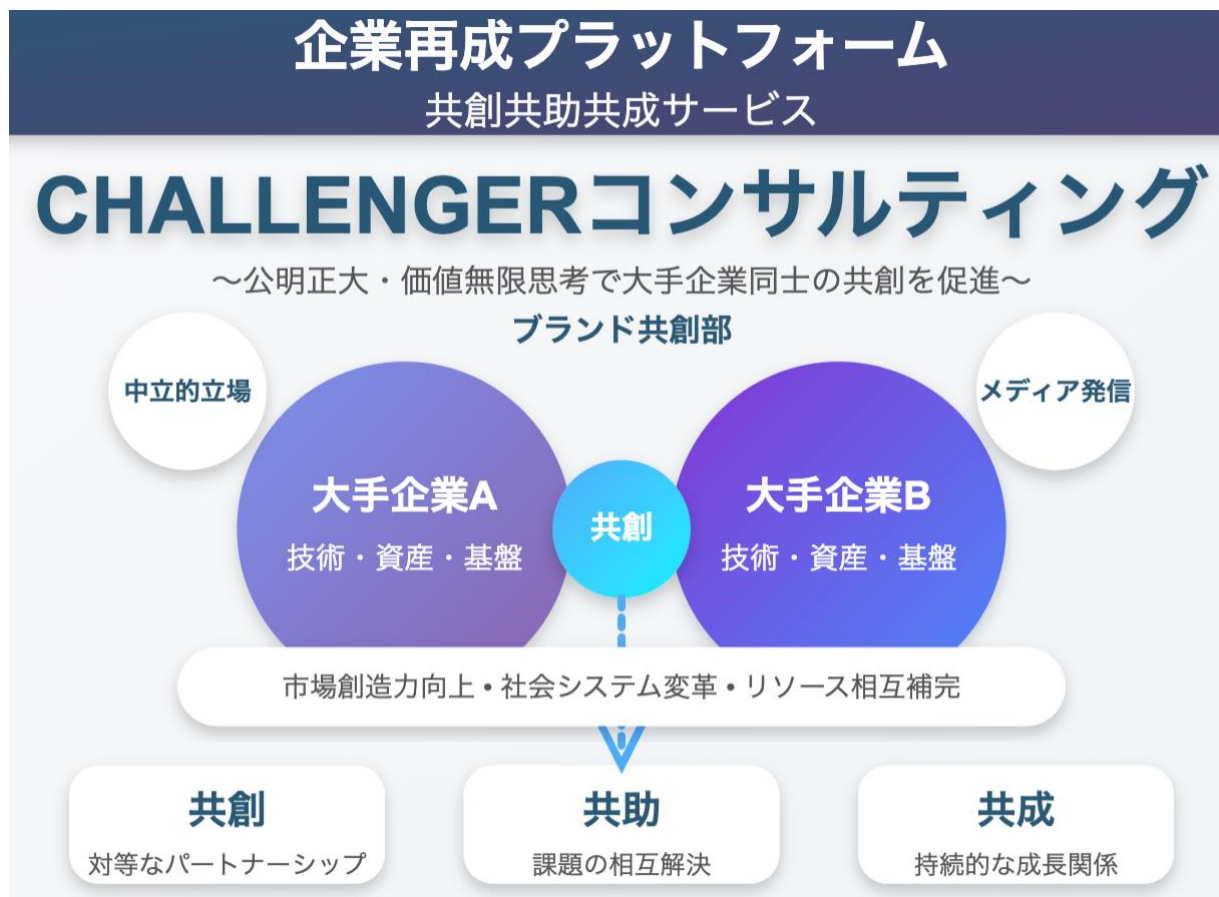 企業再成プラットフォーム
共創共助共成サービス
CHALLENGERコンサルティング
～公明正大・価値無限思考で大手企業同士の共創を促進～
ブランド共創部
中立的立場
メディア発信
大手企業A
技術・資産・基盤
共創
大手企業B
技術・資産・基盤
市場創造力向上・社会システム変革・リソース相互補完
共創
対等なパートナーシップ
共助
課題の相互解決
共成
持続的な成長関係